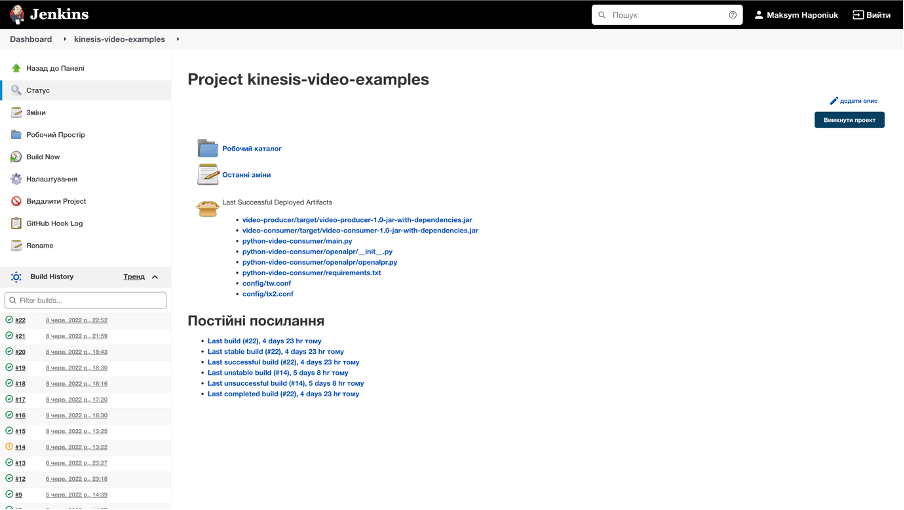 Jenkins
Пошук
Maksym Haponiuk
Вийти
Dashboard
kinesis-video-examples
Назад до Панелі
Статус
Зміни
Робочий Простір
Build Now
Налаштування
Видалити Project
GitHub Hook Log
Rename
Build History
Тренд
Filter builds...
#22 8 черв. 2022 р., 22:52
#21 8 черв. 2022 р., 21:59
#20 8 черв. 2022 р., 18:43
#19 8 черв. 2022 р., 18:30
#18 8 черв. 2022 р., 18:16
#17 8 черв. 2022 р., 17:20
#16 8 черв. 2022 р., 16:30
#15 8 черв. 2022 р., 13:25
#14 8 черв. 2022 р., 13:22
#13 6 черв. 2022 р., 23:27
#12 6 черв. 2022 р., 23:18
#9 5 черв. 2022 р., 14:39
Project kinesis-video-examples
додати опис
Вимкнути проект
Робочий каталог
Останні зміни
Last Successful Deployed Artifacts
video-producer/target/video-producer-1.0-jar-with-dependencies.jar
video-consumer/target/video-consumer-1.0-jar-with-dependencies.jar
python-video-consumer/main.py
python-video-consumer/openalpr/__init__.py
python-video-consumer/openalpr/openalpr.py
python-video-consumer/requirements.txt
config/tw.conf
config/tx2.conf
Постійні посилання
Last build (#22), 4 days 23 hr тому
Last stable build (#22), 4 days 23 hr тому
Last successful build (#22), 4 days 23 hr тому
Last unstable build (#14), 5 days 8 hr тому
Last unsuccessful build (#14), 5 days 8 hr тому
Last completed build (#22), 4 days 23 hr тому